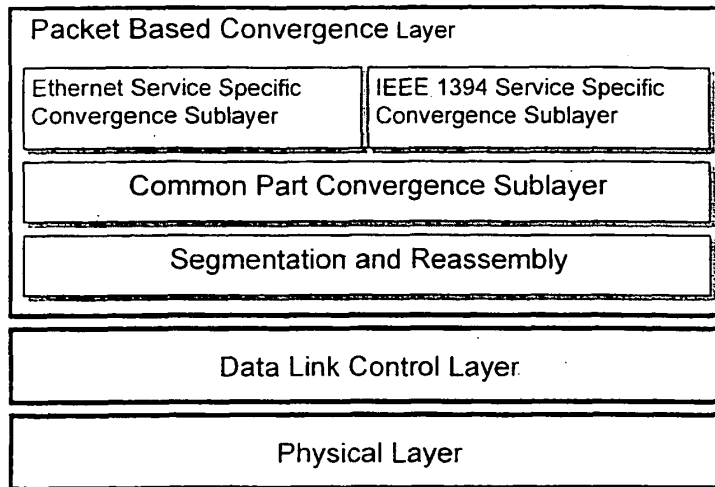 Packet Based Convergence Layer
Ethernet Service Specific
Convergence Sublayer
IEEE 1394 Service Specific
Convergence Sublayer
Common Part Convergence Sublayer
Segmentation and Reassembly
Data Link Control Layer
Physical Layer